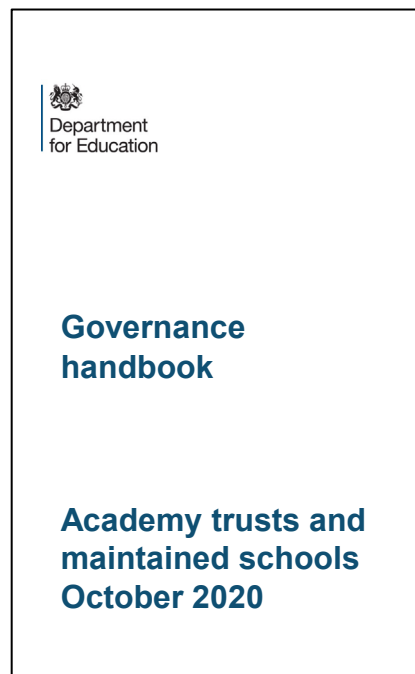 Department
for Education
Governance
handbook
Academy trusts and
maintained schools
October 2020